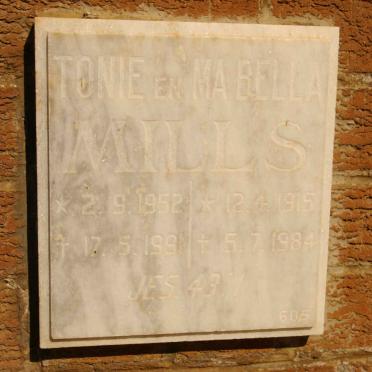 TONIE EN MA BELLA
MILLS
* 2.9.1952 * 12.4.1915
† 17.5.1991 † 5.7.1984
JES. 43
605